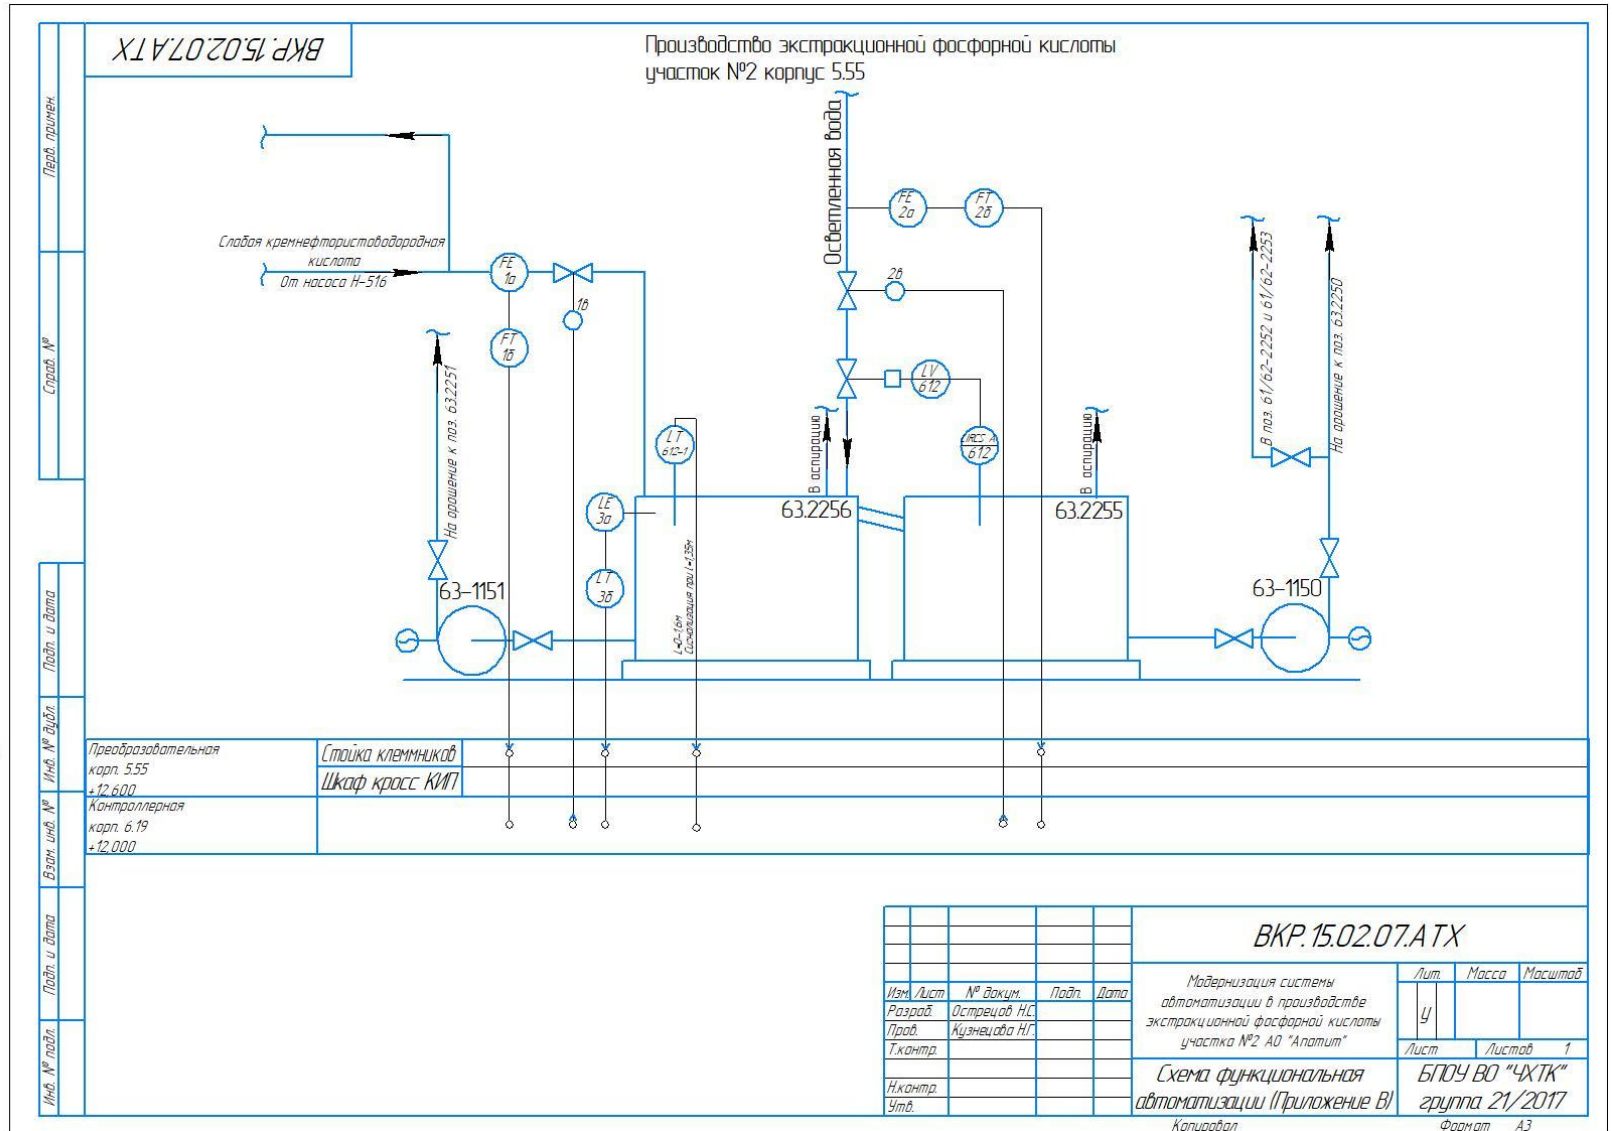 ВКР.15.02.07.АТХ
Производство экстракционной фосфорной кислоты
участок №2 корпус 5.55
Перв. примен.
Справ. №
Подп. и дата
Инв. № дубл.
Взам. инв. №
Подп. и дата
Инв. № подл.
Слабая кремнефтористоводородная
кислота
От насоса Н-516
FE
1а
FT
1б
1в
Осветленная вода
FE
2а
FT
2б
2в
LV
612
LIRCS A
612
LT
612-1
LE
3а
LT
3б
В аспирацию
В аспирацию
63.2256
63.2255
L=0-1,6м
Сигнализация при l=1,35м
На орошение к поз. 63.2251
63-1151
В поз. 61/62-2252 и 61/62-2253
На орошение к поз. 63.2250
63-1150
Преобразовательная
корп. 5.55
+12,600
Стойка клеммников
Шкаф кросс КИП
Контроллерная
корп. 6.19
+12,000
ВКР.15.02.07.АТХ
Изм. Лист № докум. Подп. Дата
Разраб. Острецов Н.С.
Пров. Кузнецова Н.Г.
Т.контр.
Н.контр.
Утв.
Модернизация системы
автоматизации в производстве
экстракционной фосфорной кислоты
участка №2 АО "Апатит"
Лит. Масса Масштаб
У
Лист Листов 1
Схема функциональная
автоматизации (Приложение В)
БПОУ ВО "ЧХТК"
группа 21/2017
Копировал Формат А3